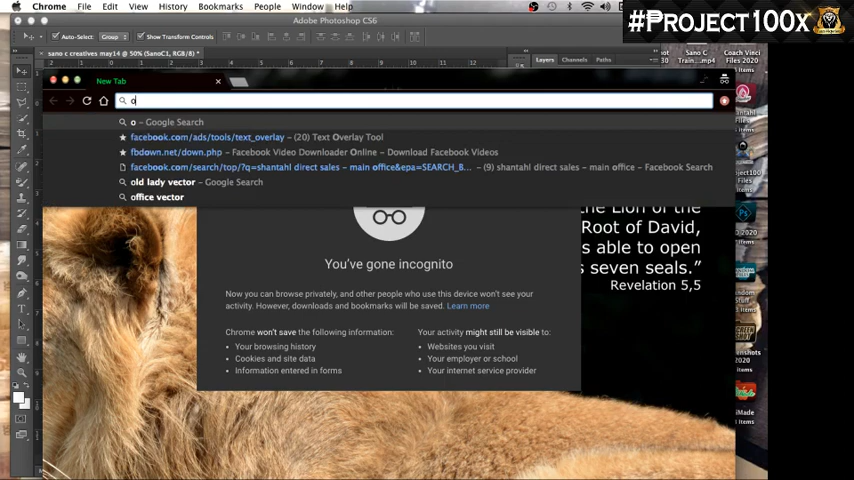 Chrome File Edit View History Bookmarks People Window Help
#PROJECT100X
Adobe Photoshop CS6
Auto-Select: Group Show Transform Controls
sano c creatives may14 @ 50% (SanoC1, RGB/8) *
Layers Channels Paths
Sano C
Train...
Coach Vinci
Files 2020
New Tab
o
o – Google Search
facebook.com/ads/tools/text_overlay – (20) Text Overlay Tool
fbdown.net/down.php – Facebook Video Downloader Online – Download Facebook Videos
facebook.com/search/top/?q=shantahl direct sales – main office&epa=SEARCH_B... – (9) shantahl direct sales – main office – Facebook Search
old lady vector – Google Search
office vector
the Lion of the
Root of David,
s able to open
s seven seals.”
Revelation 5,5
You’ve gone incognito
Now you can browse privately, and other people who use this device won’t see your
activity. However, downloads and bookmarks will be saved. Learn more
Chrome won’t save the following information:
Your browsing history
Cookies and site data
Information entered in forms
Your activity might still be visible to:
Websites you visit
Your employer or school
Your internet service provider